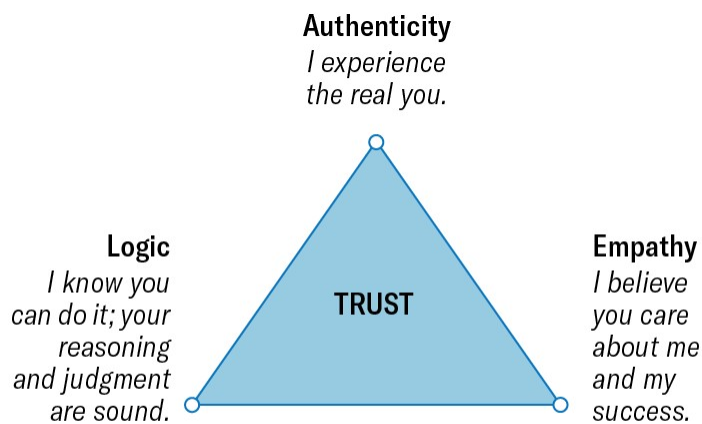 Authenticity
I experience
the real you.
Logic
I know you
can do it; your
reasoning
and judgment
are sound.
TRUST
Empathy
I believe
you care
about me
and my
success.